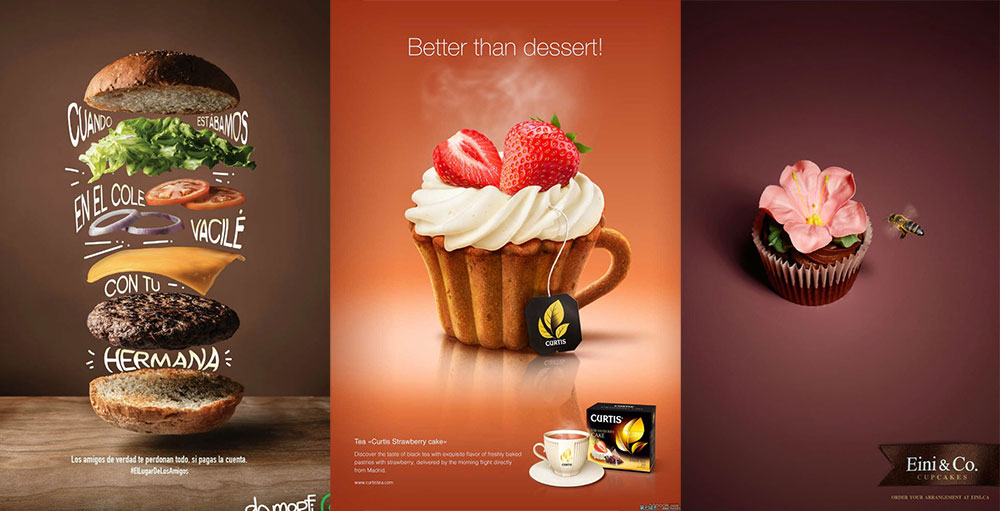 CUANDO ESTÁBAMOS
EN EL COLE
VACILÉ
CON TU
HERMANA
Los amigos de verdad te perdonan todo, si pagas la cuenta.
#ElLugarDeLosAmigos
Better than dessert!
CURTIS
Tea «Curtis Strawberry cake»
Discover the taste of black tea with exquisite flavor of freshly baked
pastries with strawberry, delivered by the morning flight directly
from Madrid.
www.curtistea.com
CURTIS
CAKE
CURTIS
Eini & Co.
CUPCAKES
ORDER YOUR ARRANGEMENT AT EINI.CA